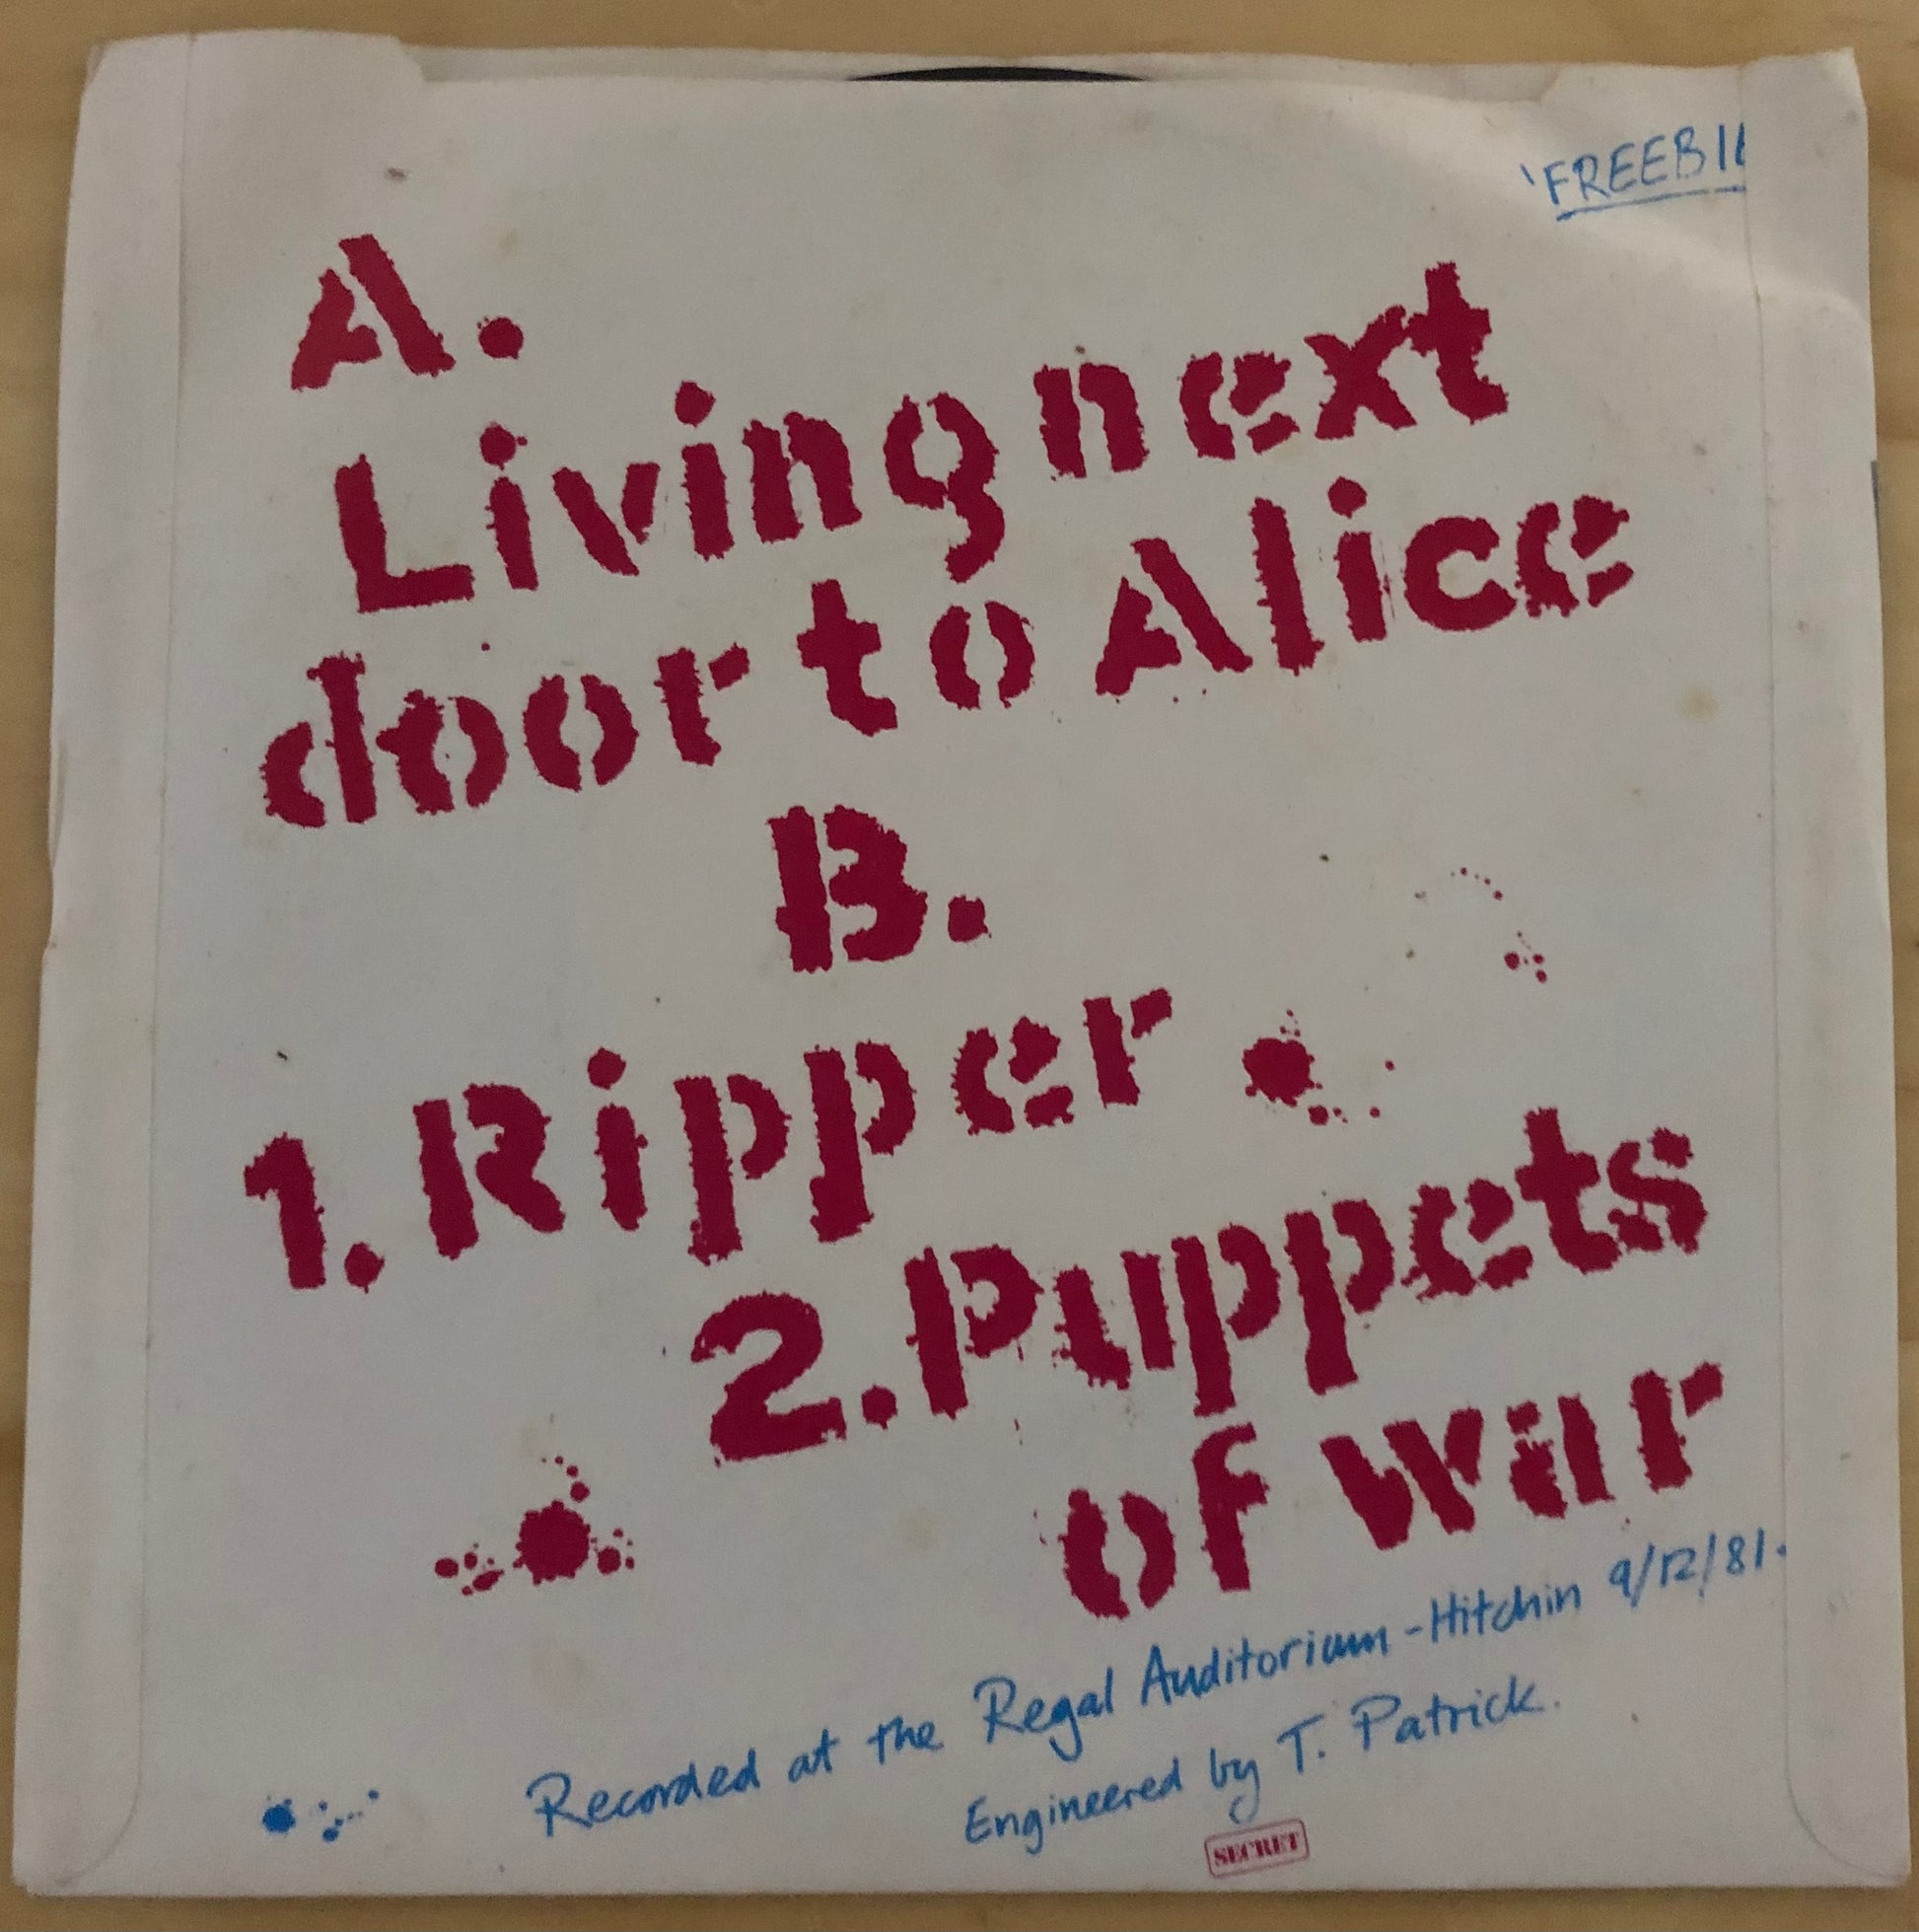 'FREEBIE
A.
Living next
door to Alice
B.
1. Ripper.
2. Puppets
of war
Recorded at the Regal Auditorium - Hitchin 9/12/81.
Engineered by T. Patrick.
SECRET